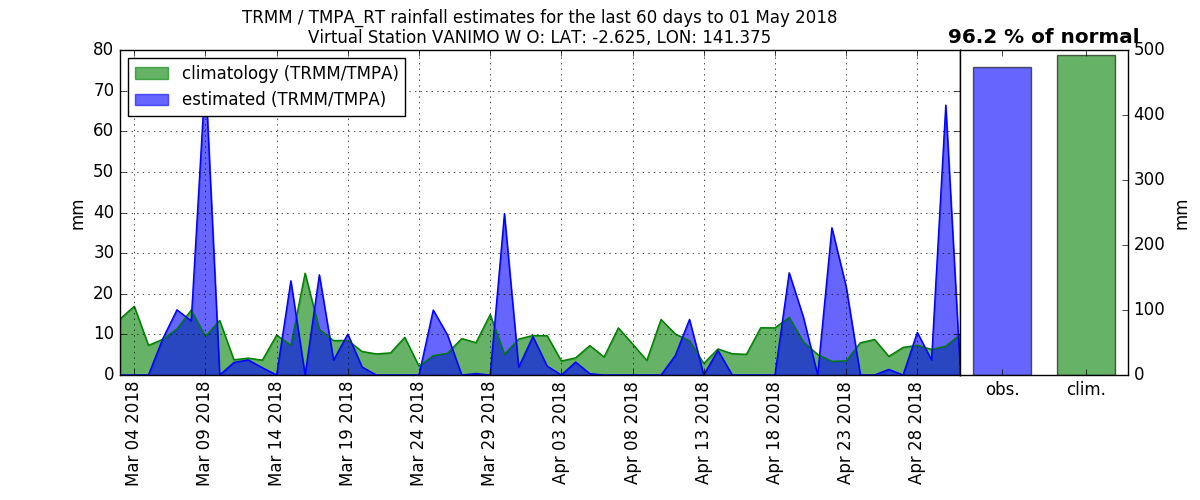 TRMM / TMPA_RT rainfall estimates for the last 60 days to 01 May 2018
Virtual Station VANIMO W O: LAT: -2.625, LON: 141.375
96.2 % of normal
climatology (TRMM/TMPA)
estimated (TRMM/TMPA)
mm
80
70
60
50
40
30
20
10
0
Mar 04 2018
Mar 09 2018
Mar 14 2018
Mar 19 2018
Mar 24 2018
Mar 29 2018
Apr 03 2018
Apr 08 2018
Apr 13 2018
Apr 18 2018
Apr 23 2018
Apr 28 2018
obs.
clim.
500
400
300
200
100
0
mm